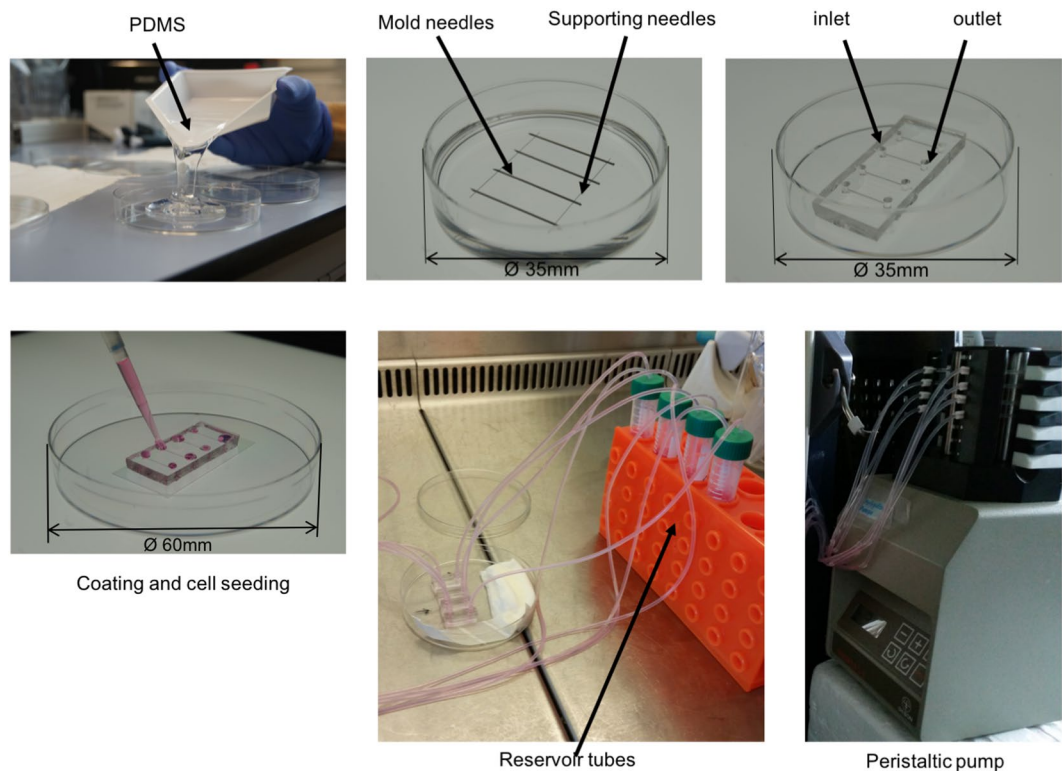 PDMS
Mold needles
Supporting needles
inlet
outlet
Ø 35mm
Ø 35mm
Ø 60mm
Coating and cell seeding
Reservoir tubes
Peristaltic pump